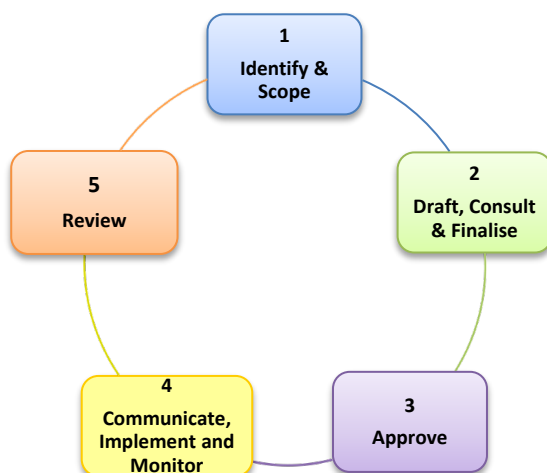 1
Identify &
Scope
2
Draft, Consult
& Finalise
3
Approve
4
Communicate,
Implement and
Monitor
5
Review